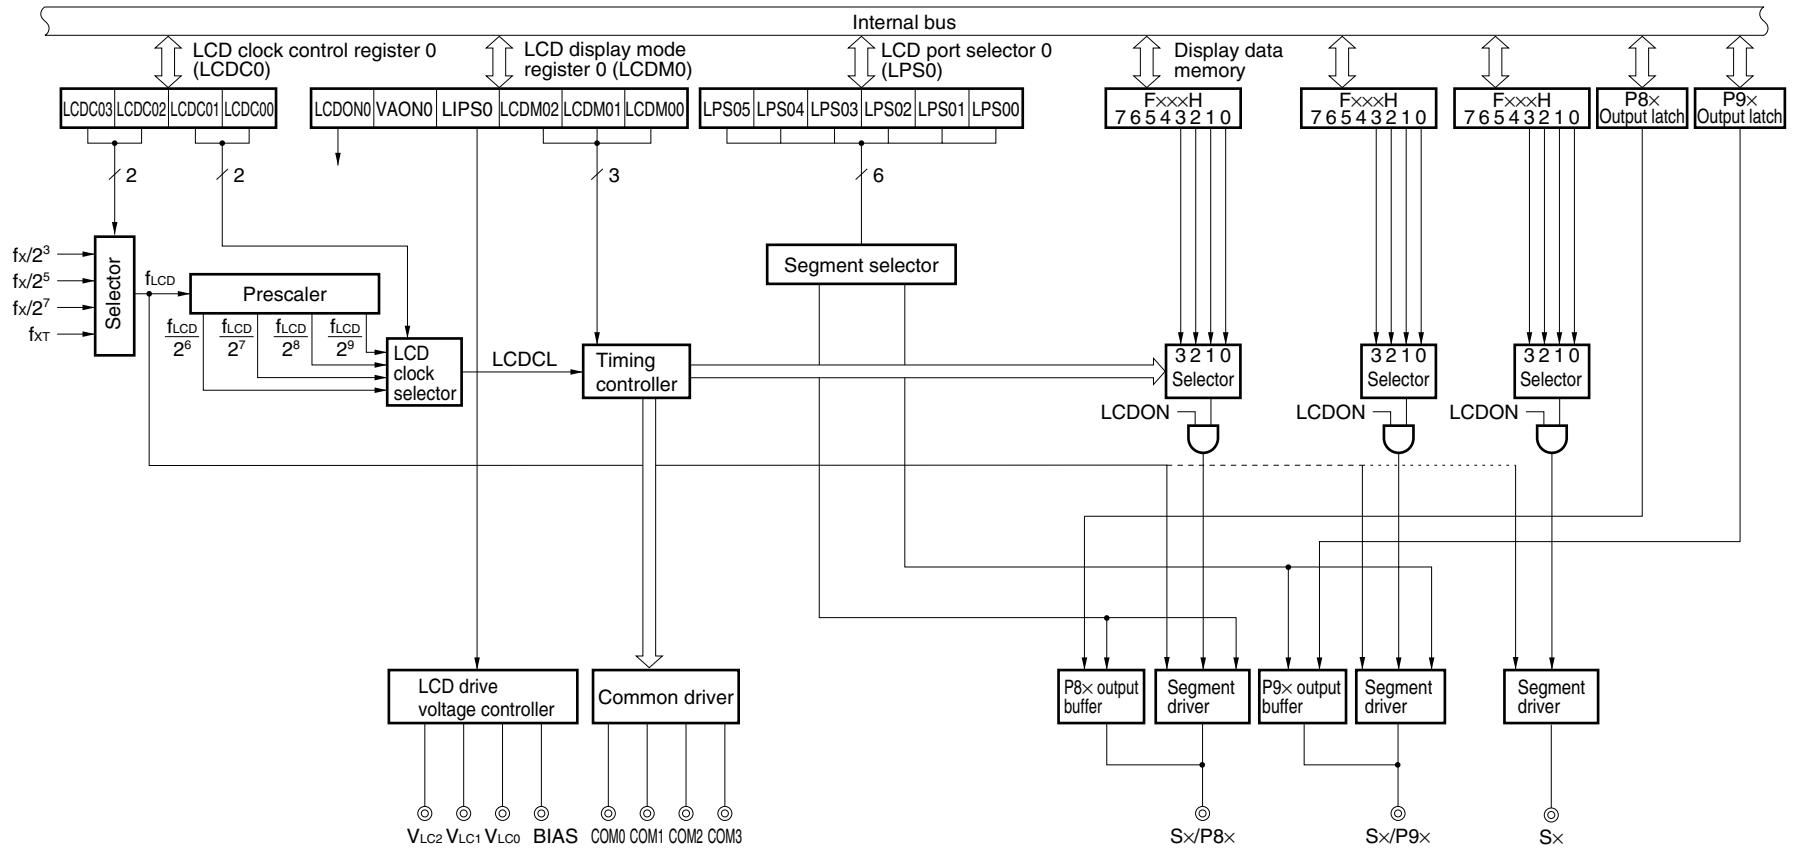 Internal bus
LCD clock control register 0
(LCDC0)
LCD display mode
register 0 (LCDM0)
LCD port selector 0
(LPS0)
Display data
memory
LCDC03 LCDC02 LCDC01 LCDC00
LCDON0 VAON0 LIPS0 LCDM02 LCDM01 LCDM00
LPS05 LPS04 LPS03 LPS02 LPS01 LPS00
F×××H
7 6 5 4 3 2 1 0
F×××H
7 6 5 4 3 2 1 0
F×××H
7 6 5 4 3 2 1 0
P8×
Output latch
P9×
Output latch
2
2
3
6
fX/2³
fX/2⁵
fX/2⁷
fXT
Selector
fLCD
Prescaler
Segment selector
fLCD/2⁶
fLCD/2⁷
fLCD/2⁸
fLCD/2⁹
LCD
clock
selector
LCDCL
Timing
controller
3 2 1 0
Selector
3 2 1 0
Selector
3 2 1 0
Selector
LCDON
LCDON
LCDON
LCD drive
voltage controller
Common driver
P8× output
buffer
Segment
driver
P9× output
buffer
Segment
driver
Segment
driver
VLC2 VLC1 VLC0 BIAS
COM0 COM1 COM2 COM3
S×/P8×
S×/P9×
S×